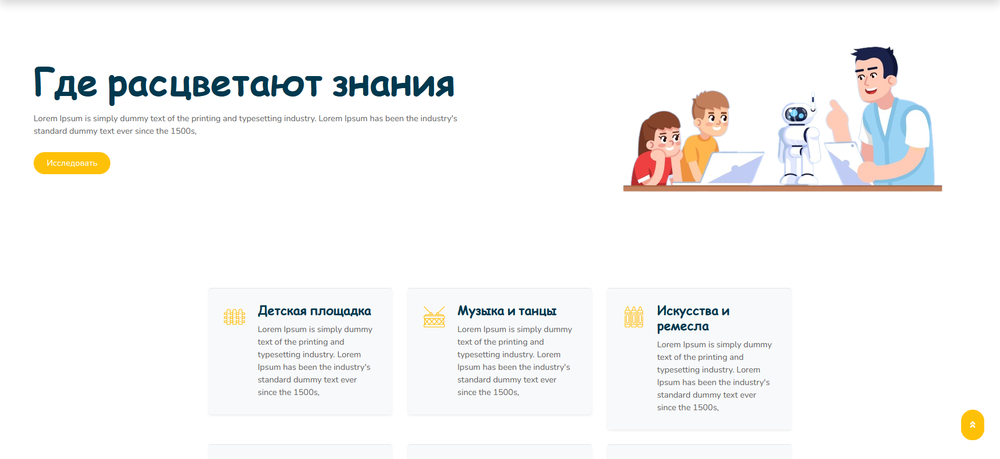 Где расцветают знания
Lorem Ipsum is simply dummy text of the printing and typesetting industry. Lorem Ipsum has been the industry's
standard dummy text ever since the 1500s,
Исследовать
Детская площадка
Lorem Ipsum is simply dummy
text of the printing and
typesetting industry. Lorem
Ipsum has been the industry's
standard dummy text ever
since the 1500s,
Музыка и танцы
Lorem Ipsum is simply dummy
text of the printing and
typesetting industry. Lorem
Ipsum has been the industry's
standard dummy text ever
since the 1500s,
Искусства и
ремесла
Lorem Ipsum is simply dummy
text of the printing and
typesetting industry. Lorem
Ipsum has been the industry's
standard dummy text ever
since the 1500s,